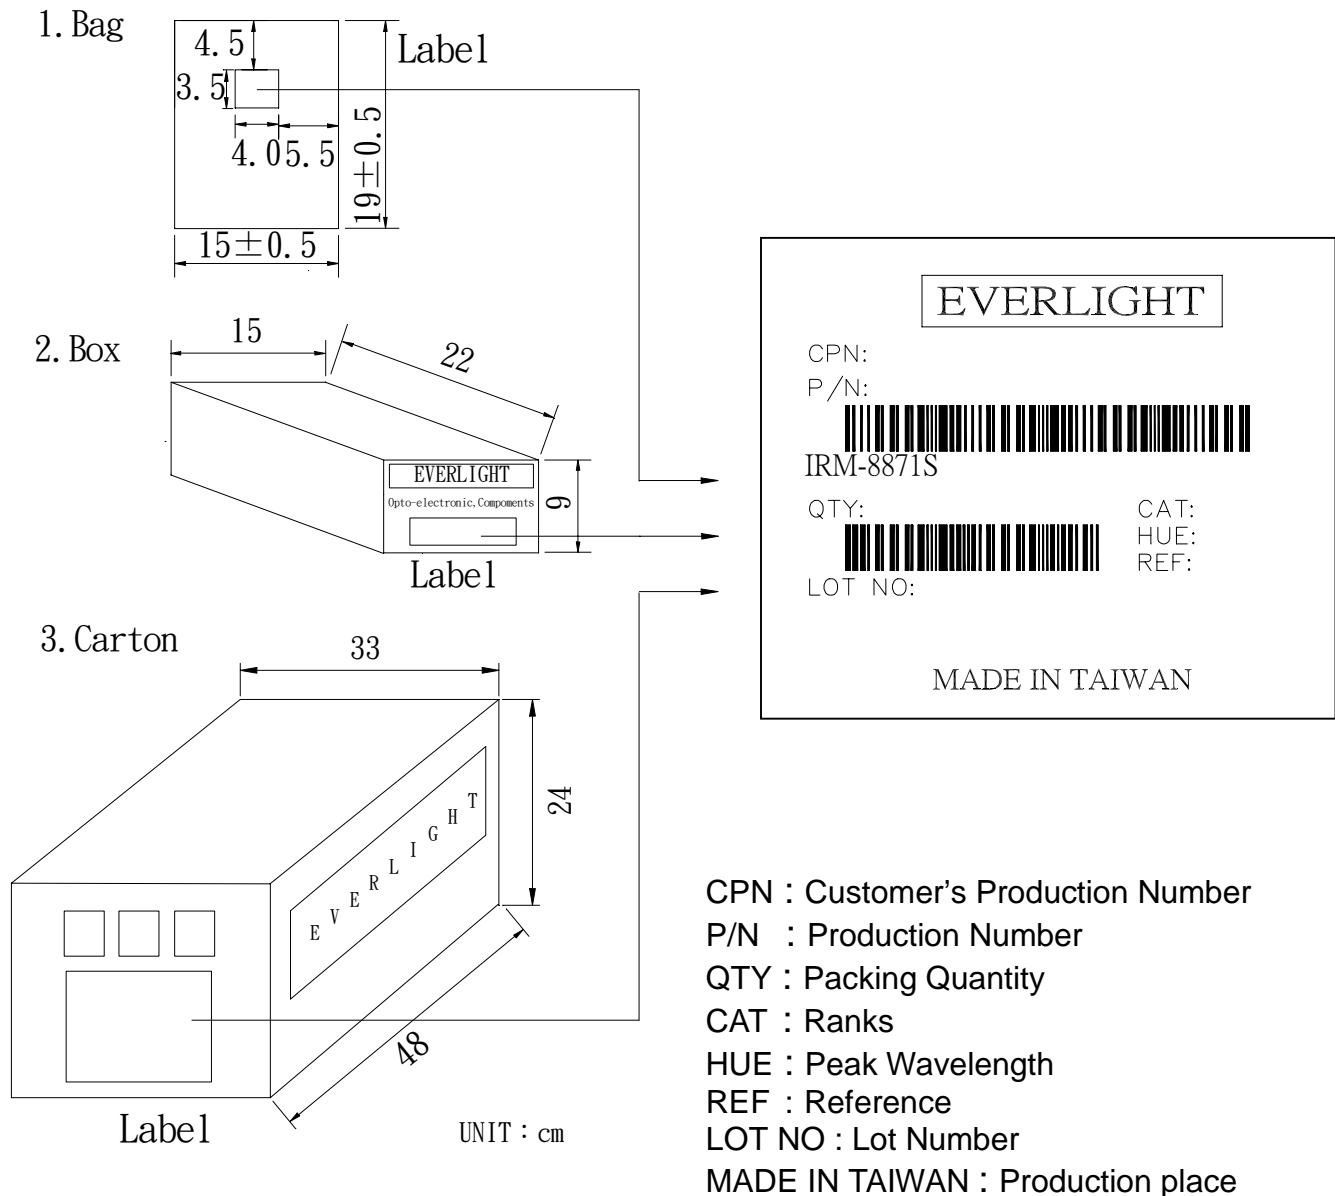 1. Bag
4.5
Label
3.5
4.0 5.5
19±0.5
15±0.5
2. Box
15
22
EVERLIGHT
Opto-electronic, Compoments
9
Label
3. Carton
33
24
EVERLIGHT
48
Label
UNIT：cm
EVERLIGHT
CPN:
P/N:
IRM-8871S
QTY:
CAT:
HUE:
REF:
LOT NO:
MADE IN TAIWAN
CPN：Customer's Production Number
P/N ：Production Number
QTY：Packing Quantity
CAT：Ranks
HUE：Peak Wavelength
REF：Reference
LOT NO : Lot Number
MADE IN TAIWAN：Production place